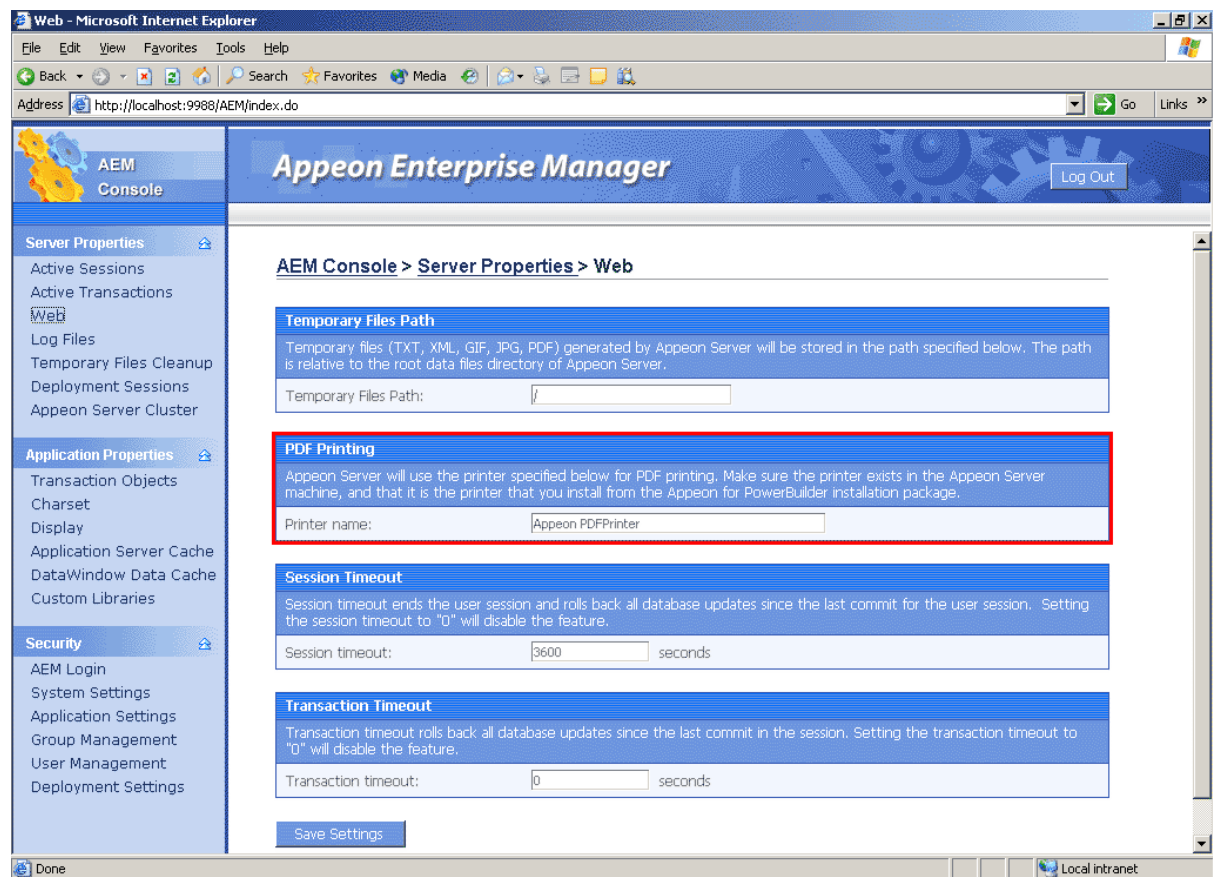 Web - Microsoft Internet Explorer
File Edit View Favorites Tools Help
Back Search Favorites Media
Address http://localhost:9988/AEM/index.do Go Links »
AEM
Console
Appeon Enterprise Manager
Log Out
Server Properties
Active Sessions
Active Transactions
Web
Log Files
Temporary Files Cleanup
Deployment Sessions
Appeon Server Cluster
Application Properties
Transaction Objects
Charset
Display
Application Server Cache
DataWindow Data Cache
Custom Libraries
Security
AEM Login
System Settings
Application Settings
Group Management
User Management
Deployment Settings
AEM Console > Server Properties > Web
Temporary Files Path
Temporary files (TXT, XML, GIF, JPG, PDF) generated by Appeon Server will be stored in the path specified below. The path
is relative to the root data files directory of Appeon Server.
Temporary Files Path: /
PDF Printing
Appeon Server will use the printer specified below for PDF printing. Make sure the printer exists in the Appeon Server
machine, and that it is the printer that you install from the Appeon for PowerBuilder installation package.
Printer name: Appeon PDFPrinter
Session Timeout
Session timeout ends the user session and rolls back all database updates since the last commit for the user session. Setting
the session timeout to "0" will disable the feature.
Session timeout: 3600 seconds
Transaction Timeout
Transaction timeout rolls back all database updates since the last commit in the session. Setting the transaction timeout to
"0" will disable the feature.
Transaction timeout: 0 seconds
Save Settings
Done Local intranet